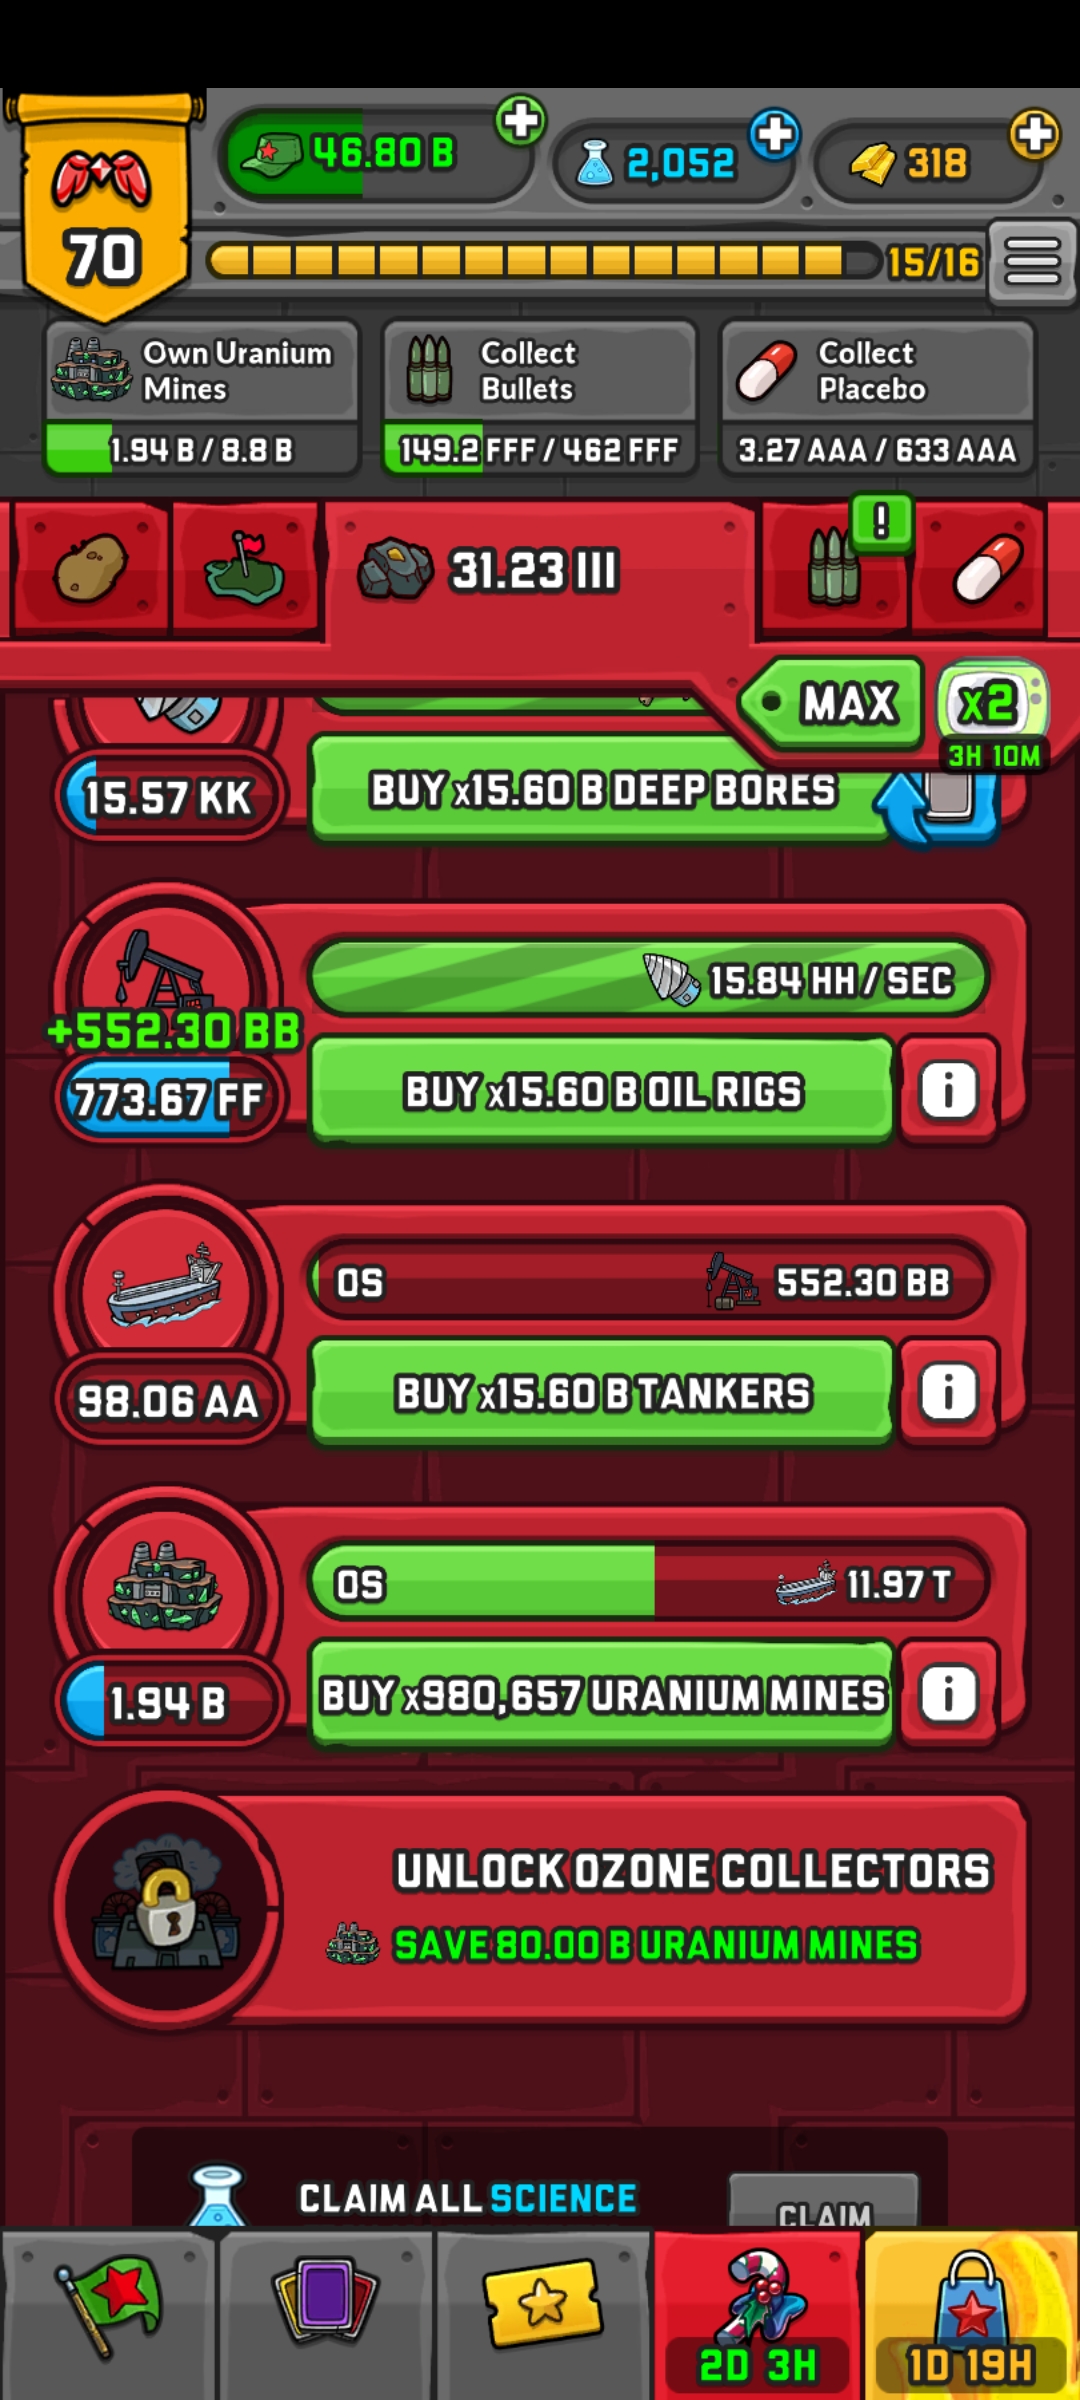 46.80 B
2,052
318
70
15/16
Own Uranium
Mines
Collect
Bullets
Collect
Placebo
1.94 B / 8.8 B
149.2 FFF / 462 FFF
3.27 AAA / 633 AAA
31.23 III
!
MAX
x2
3H 10M
15.57 KK
BUY x15.60 B DEEP BORES
15.84 HH / SEC
+552.30 BB
773.67 FF
BUY x15.60 B OIL RIGS
i
0S
552.30 BB
98.06 AA
BUY x15.60 B TANKERS
i
0S
11.97 T
1.94 B
BUY x980,657 URANIUM MINES
i
UNLOCK OZONE COLLECTORS
SAVE 80.00 B URANIUM MINES
CLAIM ALL SCIENCE
CLAIM
2D 3H
1D 19H